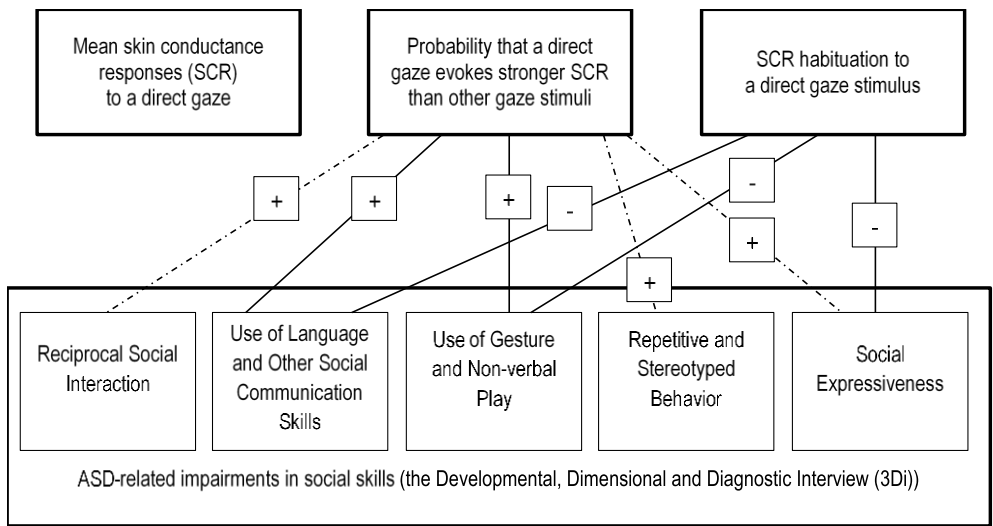 Mean skin conductance
responses (SCR)
to a direct gaze
Probability that a direct
gaze evokes stronger SCR
than other gaze stimuli
SCR habituation to
a direct gaze stimulus
+
+
+
-
-
+
-
+
Reciprocal Social
Interaction
Use of Language
and Other Social
Communication
Skills
Use of Gesture
and Non-verbal
Play
Repetitive and
Stereotyped
Behavior
Social
Expressiveness
ASD-related impairments in social skills (the Developmental, Dimensional and Diagnostic Interview (3Di))